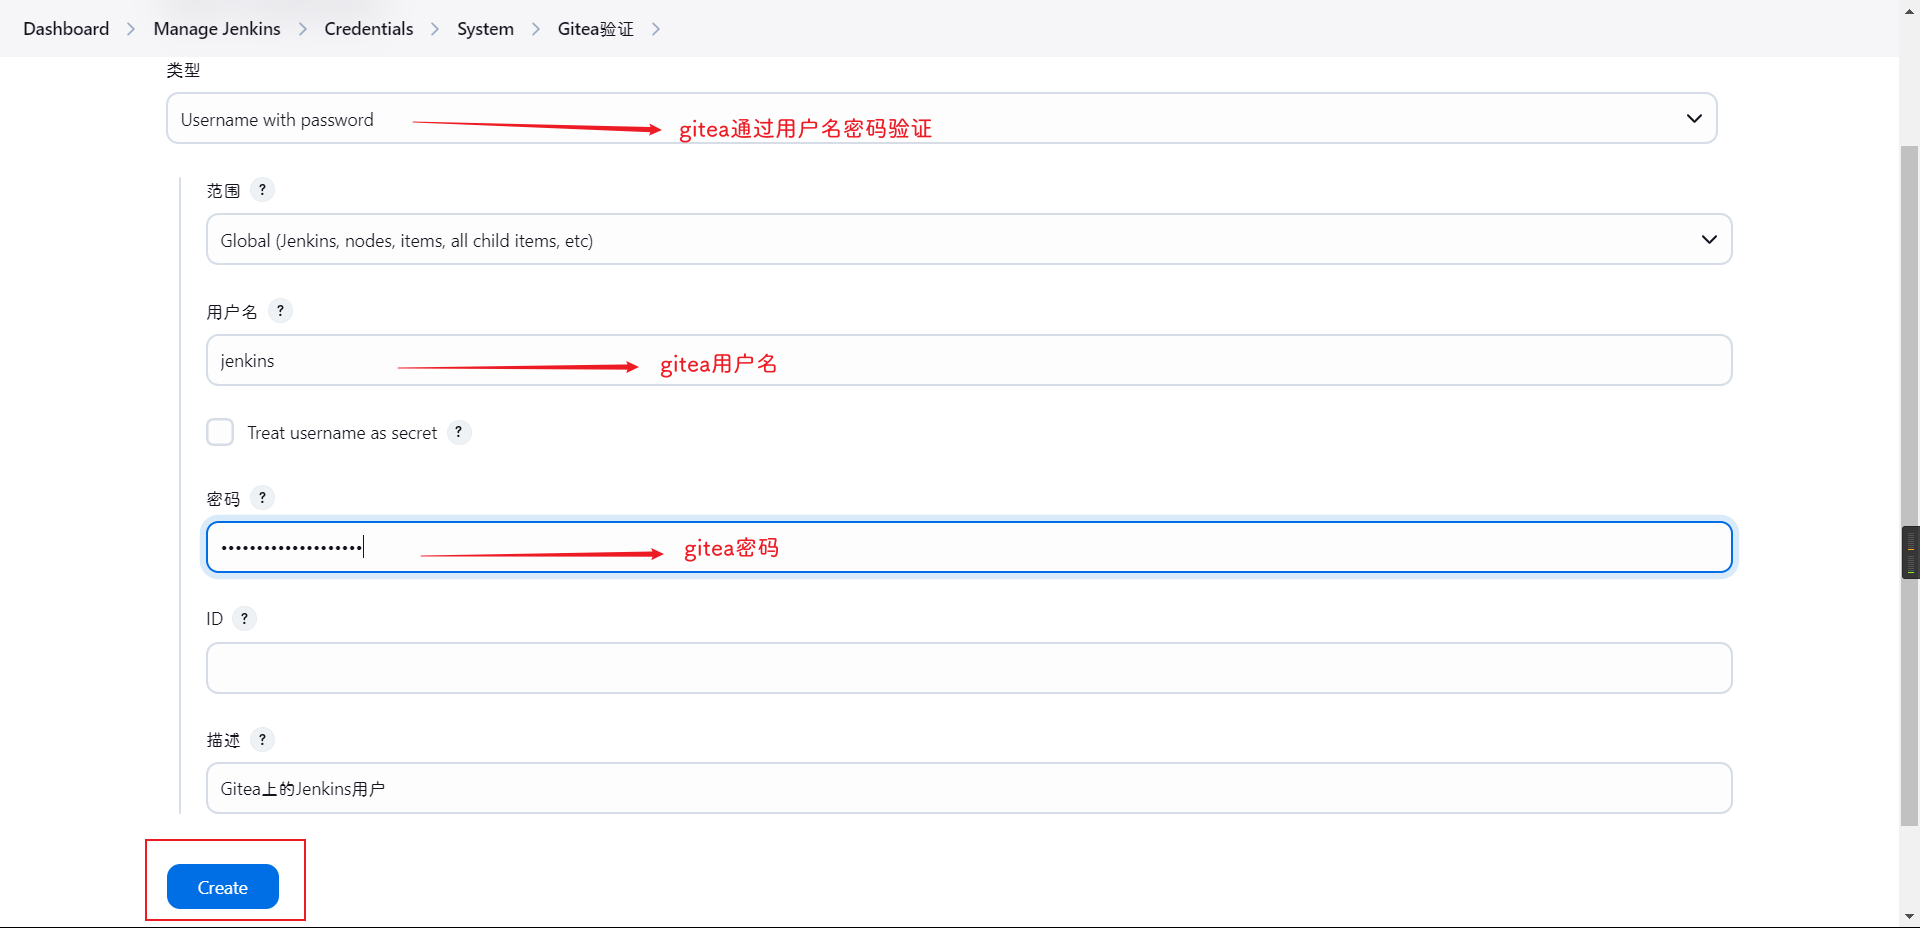 Dashboard > Manage Jenkins > Credentials > System > Gitea验证 >
类型
Username with password gitea通过用户名密码验证
范围 ?
Global (Jenkins, nodes, items, all child items, etc)
用户名 ?
jenkins gitea用户名
Treat username as secret ?
密码 ?
•••••••••••••••••••• gitea密码
ID ?
描述 ?
Gitea上的Jenkins用户
Create